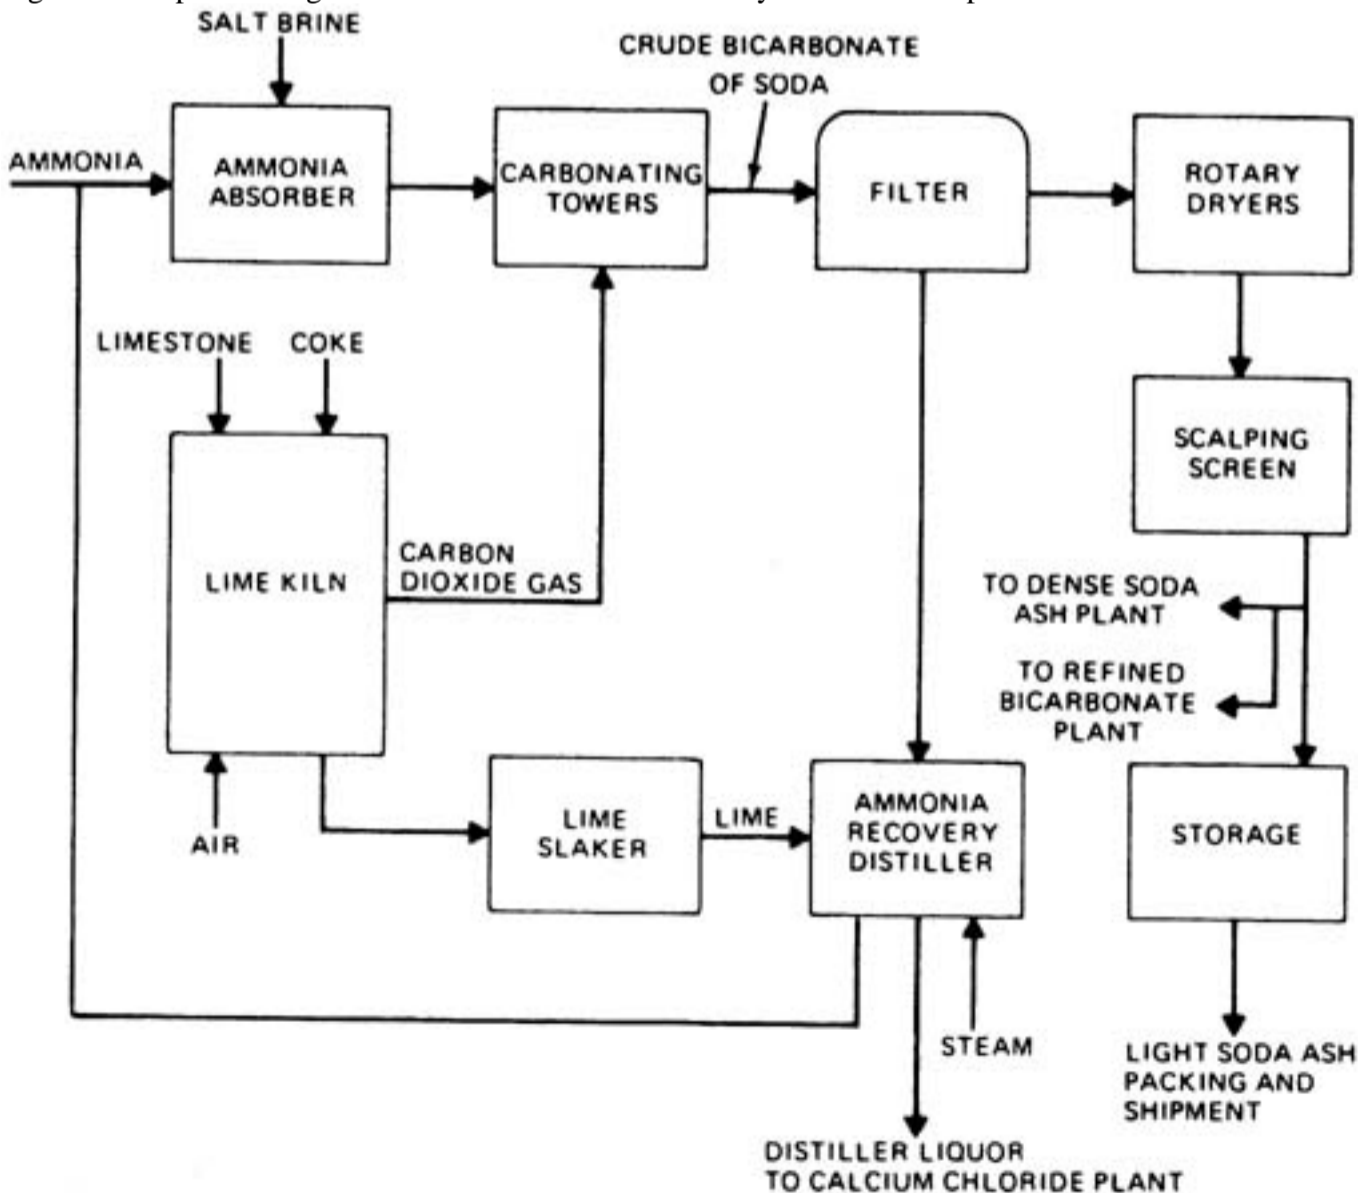 SALT BRINE
CRUDE BICARBONATE
OF SODA
AMMONIA
AMMONIA
ABSORBER
CARBONATING
TOWERS
FILTER
ROTARY
DRYERS
LIMESTONE
COKE
SCALPING
SCREEN
LIME KILN
CARBON
DIOXIDE GAS
TO DENSE SODA
ASH PLANT
TO REFINED
BICARBONATE
PLANT
AIR
LIME
SLAKER
LIME
AMMONIA
RECOVERY
DISTILLER
STORAGE
STEAM
LIGHT SODA ASH
PACKING AND
SHIPMENT
DISTILLER LIQUOR
TO CALCIUM CHLORIDE PLANT